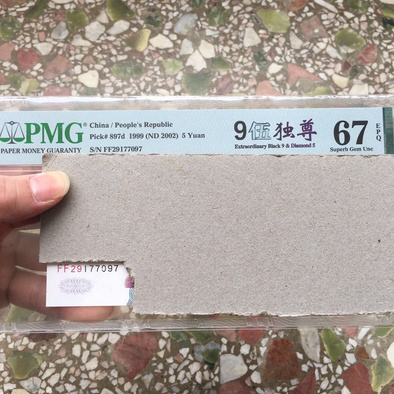 PMG®
PAPER MONEY GUARANTY
China / People's Republic
Pick# 897d 1999 (ND 2002) 5 Yuan
S/N FF29177097
9伍独尊
Extraordinary Black 9 & Diamond 5
67 EPQ
Superb Gem Unc
FF29177097